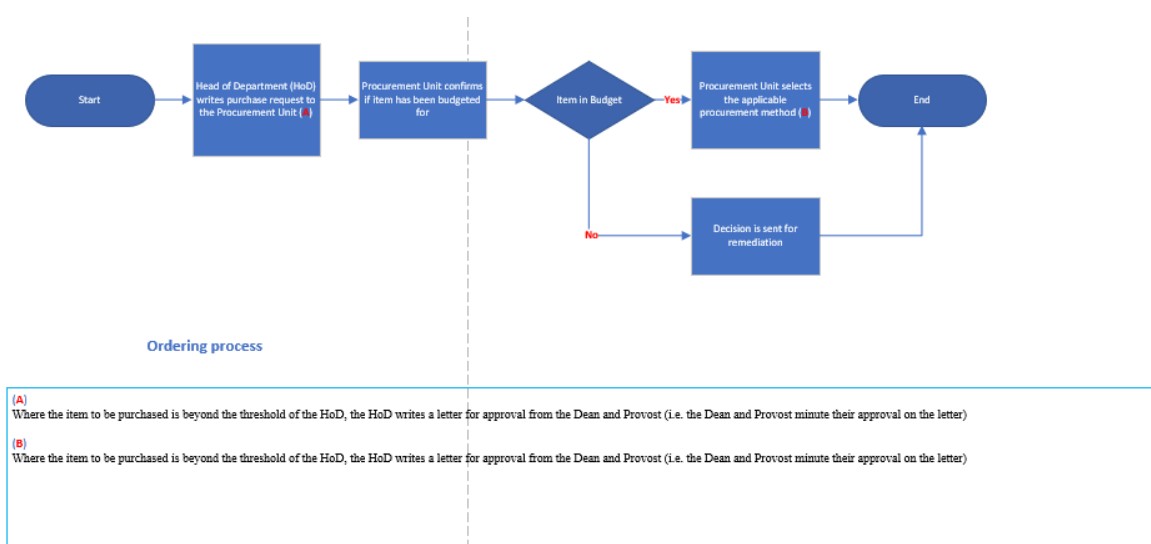 Start
Head of Department (HoD)
writes purchase request to
the Procurement Unit (A)
Procurement Unit confirms
if item has been budgeted
for
Item in Budget
Yes
Procurement Unit selects
the applicable
procurement method (B)
End
No
Decision is sent for
remediation
Ordering process
(A)
Where the item to be purchased is beyond the threshold of the HoD, the HoD writes a letter for approval from the Dean and Provost (i.e. the Dean and Provost minute their approval on the letter)
(B)
Where the item to be purchased is beyond the threshold of the HoD, the HoD writes a letter for approval from the Dean and Provost (i.e. the Dean and Provost minute their approval on the letter)